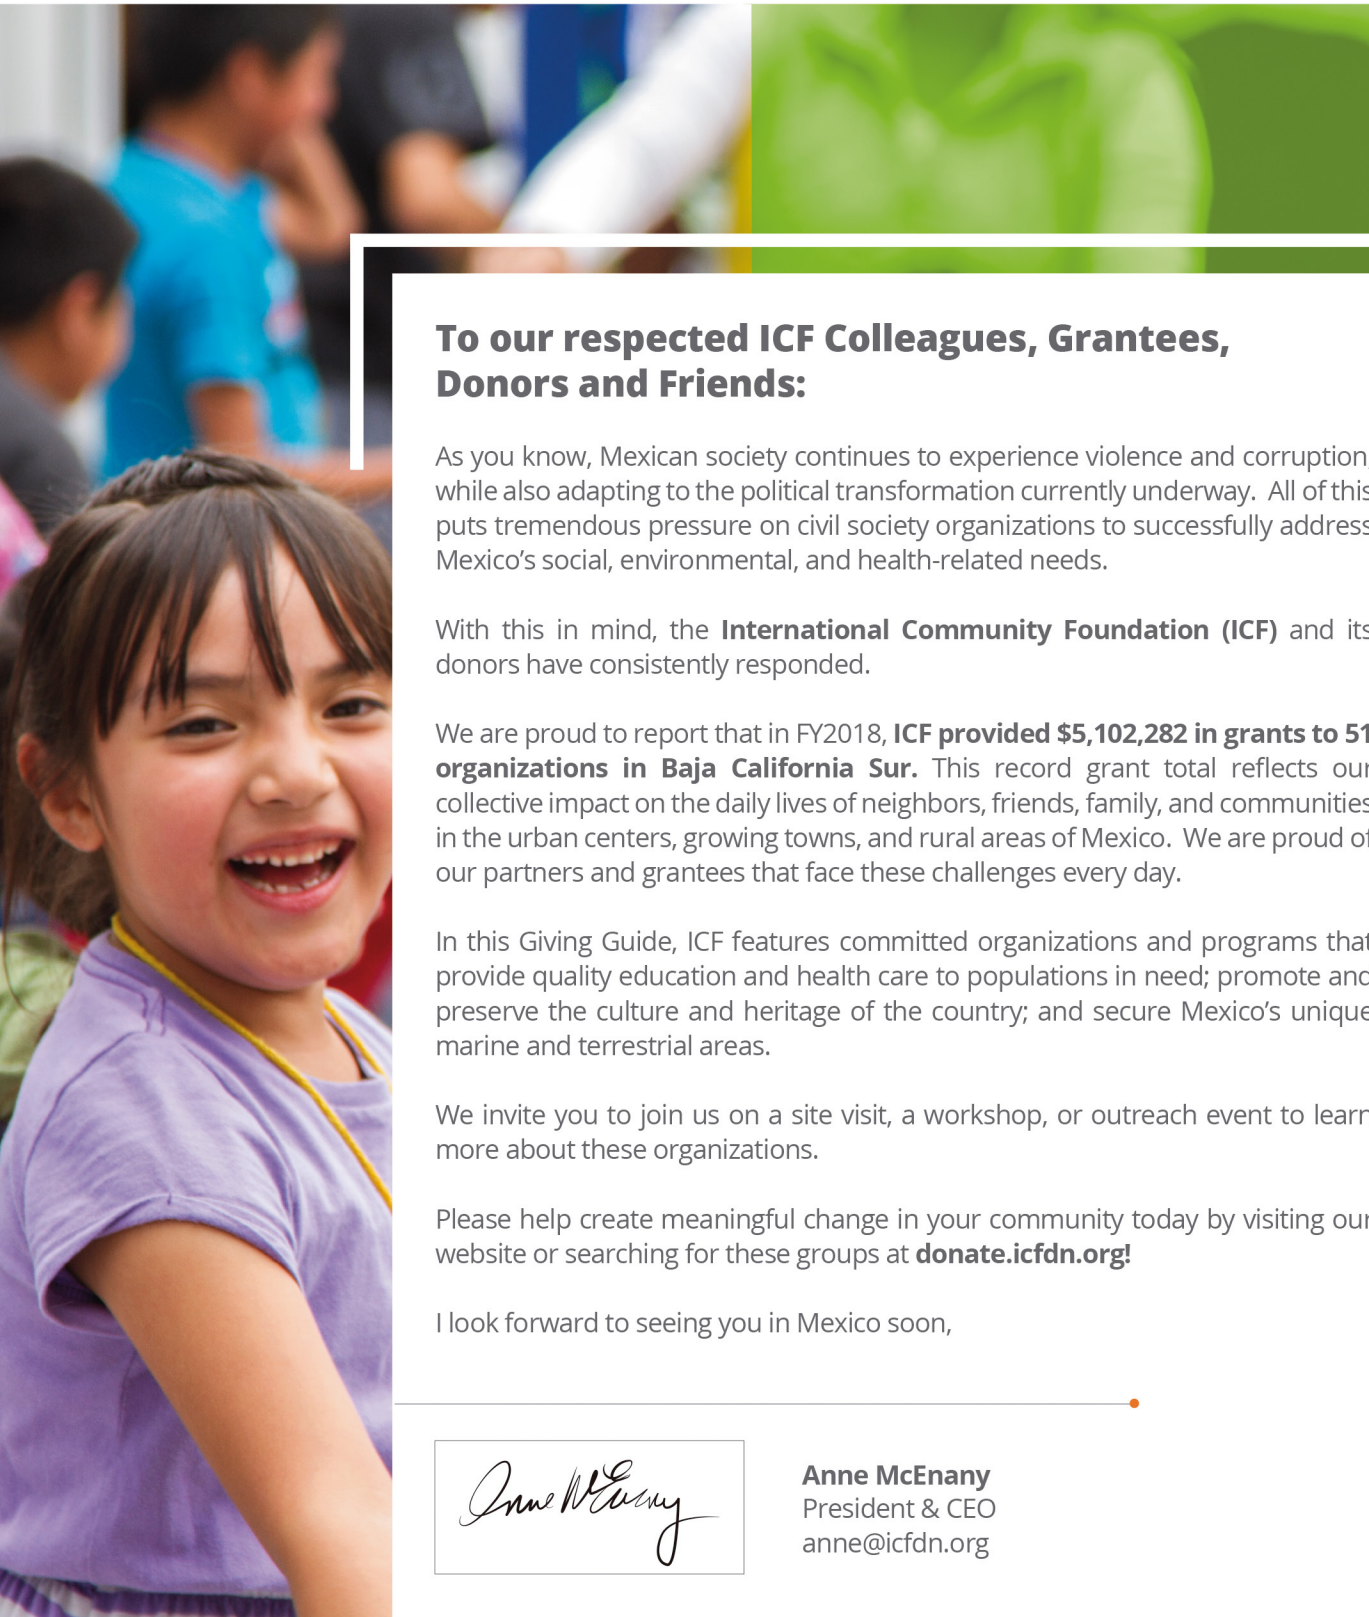 To our respected ICF Colleagues, Grantees,
Donors and Friends:
As you know, Mexican society continues to experience violence and corruption,
while also adapting to the political transformation currently underway.  All of this
puts tremendous pressure on civil society organizations to successfully address
Mexico’s social, environmental, and health-related needs.
With this in mind, the International Community Foundation (ICF) and its
donors have consistently responded.
We are proud to report that in FY2018, ICF provided $5,102,282 in grants to 51
organizations in Baja California Sur. This record grant total reflects our
collective impact on the daily lives of neighbors, friends, family, and communities
in the urban centers, growing towns, and rural areas of Mexico.  We are proud of
our partners and grantees that face these challenges every day.
In this Giving Guide, ICF features committed organizations and programs that
provide quality education and health care to populations in need; promote and
preserve the culture and heritage of the country; and secure Mexico’s unique
marine and terrestrial areas.
We invite you to join us on a site visit, a workshop, or outreach event to learn
more about these organizations.
Please help create meaningful change in your community today by visiting our
website or searching for these groups at donate.icfdn.org!
I look forward to seeing you in Mexico soon,
Anne McEnany
Anne McEnany
President & CEO
anne@icfdn.org